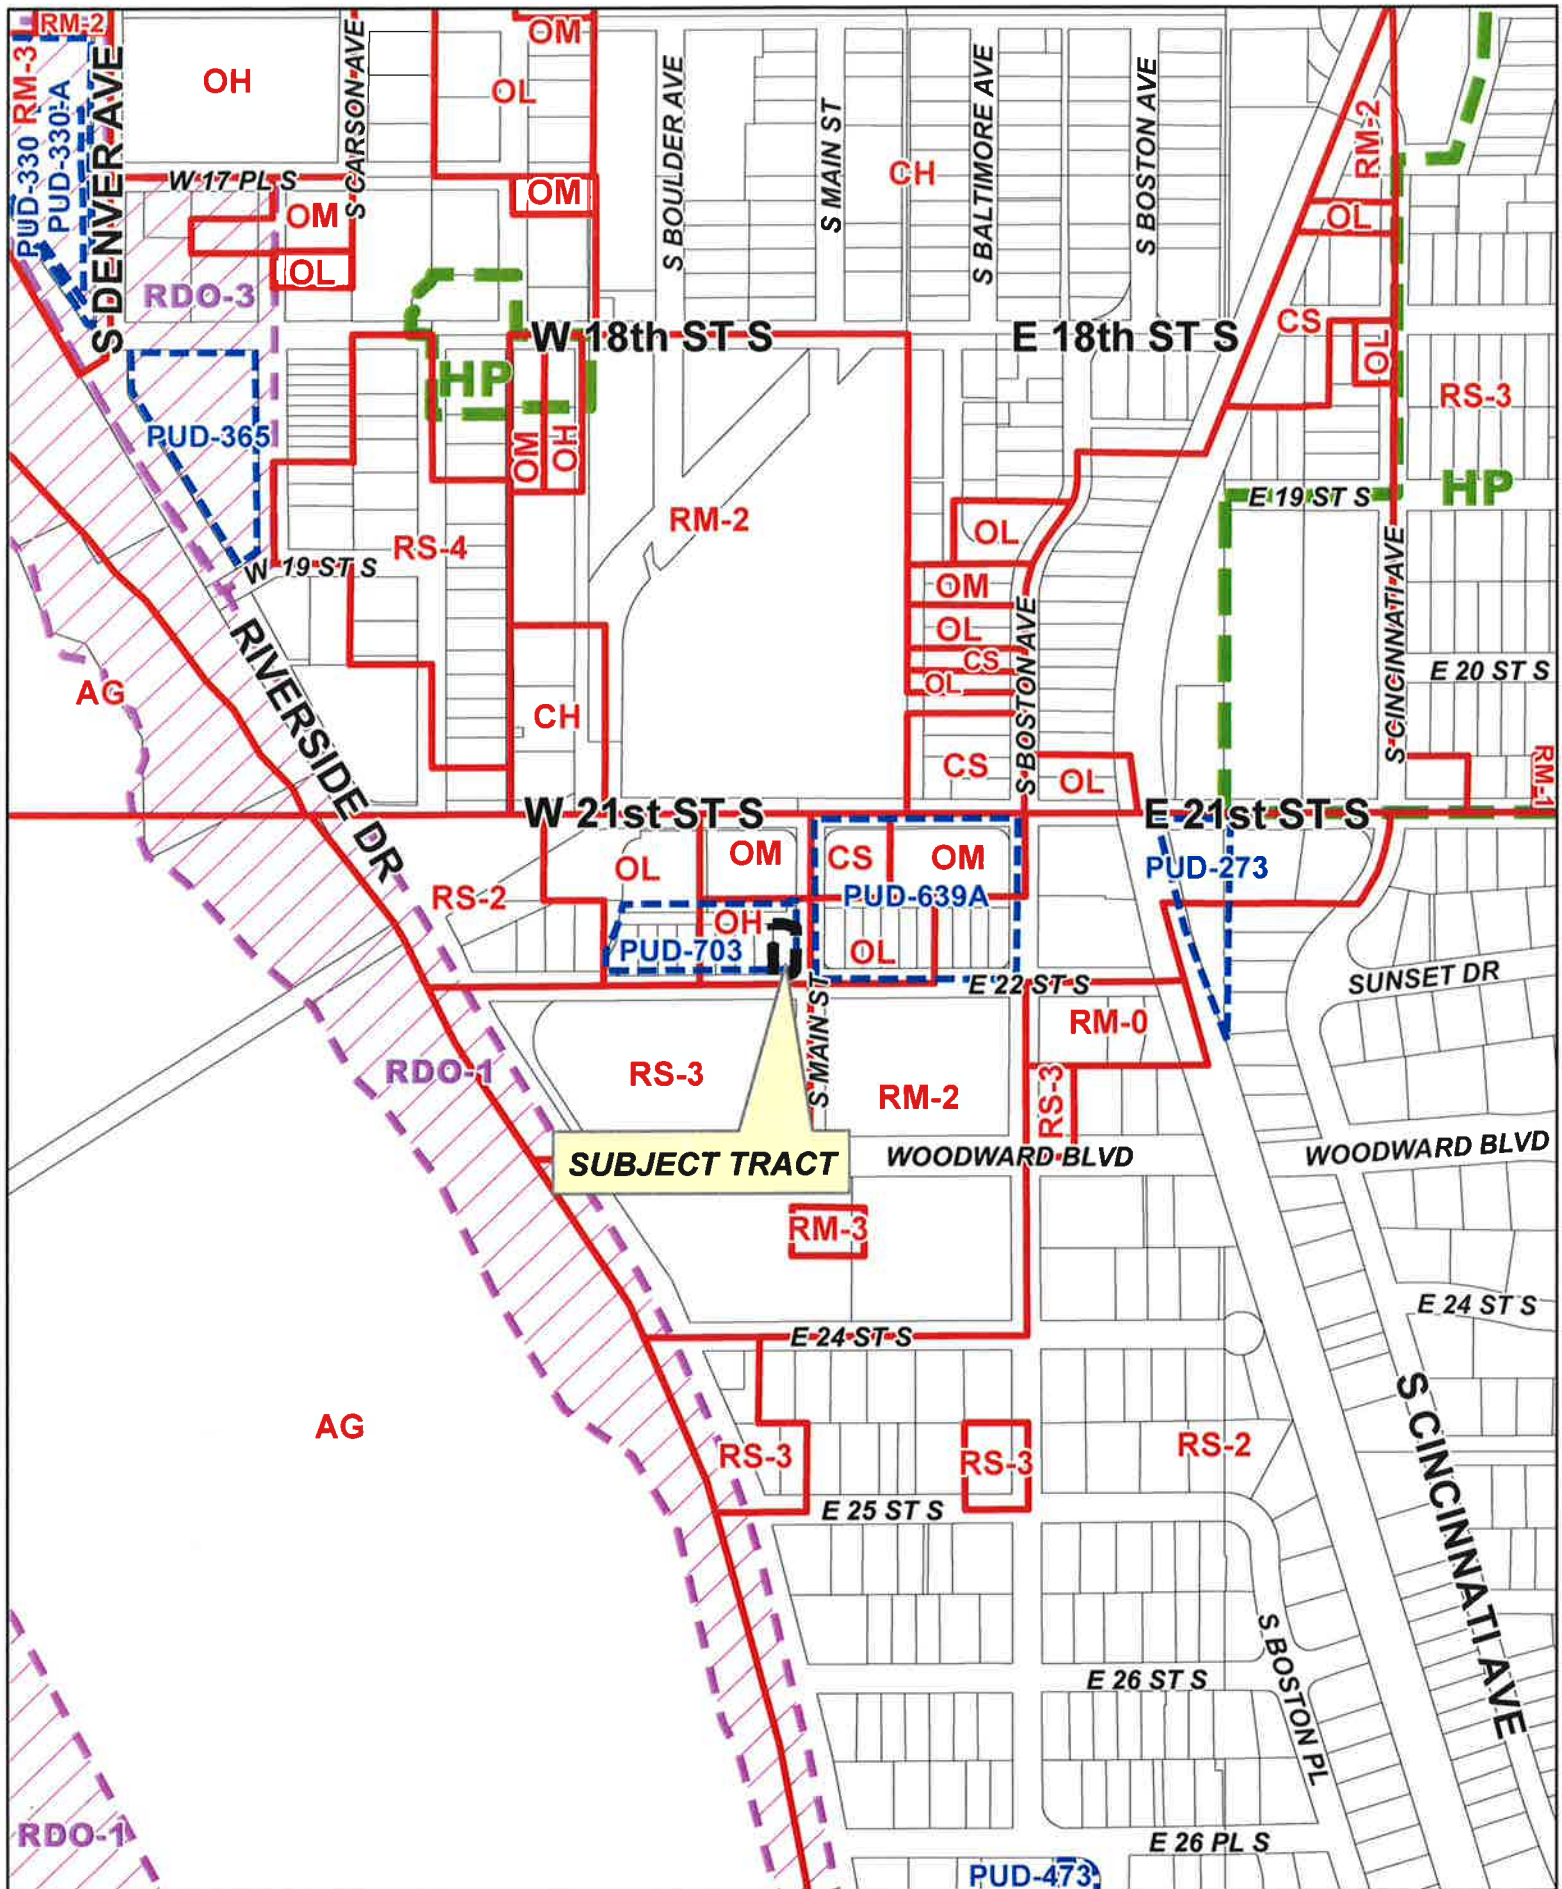 RM-2
OM
RM-3
PUD-330
PUD-330-A
S DENVER AVE
OH
S CARSON AVE
OL
S BOULDER AVE
S MAIN ST
CH
S BALTIMORE AVE
S BOSTON AVE
RM-2
W 17 PL S
OM
OM
OL
OL
RDO-3
W 18th ST S
E 18th ST S
CS
OL
HP
RS-3
PUD-365
OM
OH
RM-2
OL
E 19 ST S
HP
RS-4
W 19 ST S
OM
OL
CS
OL
S BOSTON AVE
S CINCINNATI AVE
E 20 ST S
AG
RIVERSIDE DR
CH
CS
OL
RM-1
W 21st ST S
E 21st ST S
OL
OM
CS
OM
PUD-273
RS-2
PUD-639A
OH
PUD-703
OL
E 22 ST S
SUNSET DR
S MAIN ST
RM-0
RDO-1
RS-3
RM-2
RS-3
SUBJECT TRACT
WOODWARD BLVD
WOODWARD BLVD
RM-3
E 24 ST S
E 24 ST S
AG
RS-3
RS-3
RS-2
S CINCINNATI AVE
E 25 ST S
E 26 ST S
S BOSTON PL
RDO-1
E 26 PL S
PUD-473